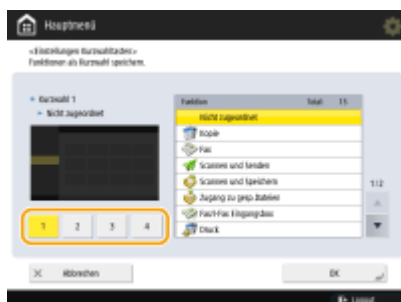 Hauptmenü
<Einstellungen Kurzwahltasten>
Funktionen als Kurzwahl speichern.
Kurzwahl 1
Nicht zugeordnet
Funktion Total 15
Nicht zugeordnet
Kopie
Fax
Scannen und Senden
Scannen und Speichern
Zugang zu gesp. Dateien
Fax/I-Fax Eingangsbox
Druck
1/2
1 2 3 4
Abbrechen
OK
Logout